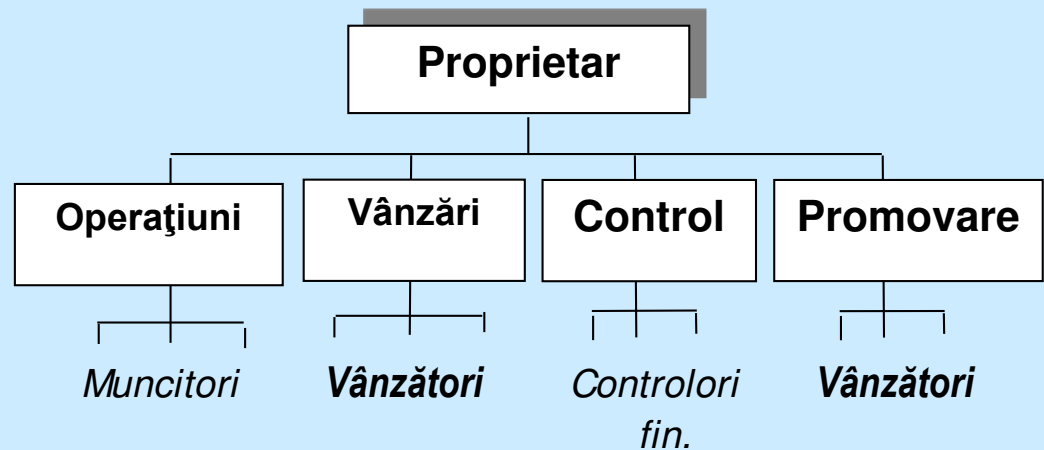 Proprietar
Operaţiuni
Vânzări
Control
Promovare
Muncitori
Vânzători
Controlori
fin.
Vânzători